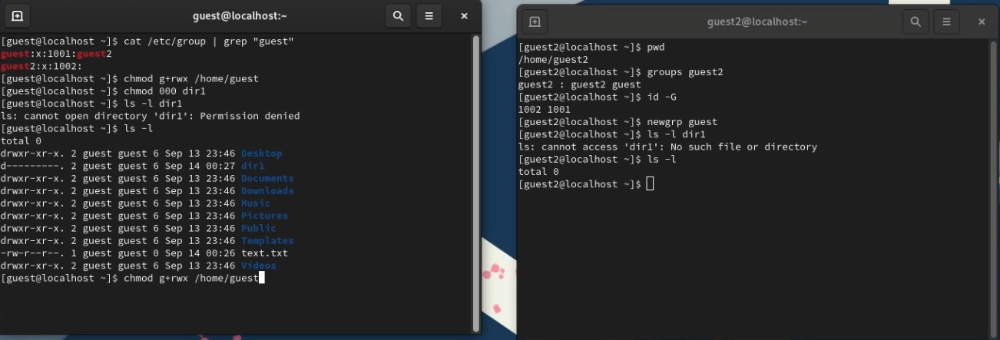 guest@localhost:~
[guest@localhost ~]$ cat /etc/group | grep "guest"
guest:x:1001:guest2
guest2:x:1002:
[guest@localhost ~]$ chmod g+rwx /home/guest
[guest@localhost ~]$ chmod 000 dir1
[guest@localhost ~]$ ls -l dir1
ls: cannot open directory 'dir1': Permission denied
[guest@localhost ~]$ ls -l
total 0
drwxr-xr-x. 2 guest guest 6 Sep 13 23:46 Desktop
d---------. 2 guest guest 6 Sep 14 00:27 dir1
drwxr-xr-x. 2 guest guest 6 Sep 13 23:46 Documents
drwxr-xr-x. 2 guest guest 6 Sep 13 23:46 Downloads
drwxr-xr-x. 2 guest guest 6 Sep 13 23:46 Music
drwxr-xr-x. 2 guest guest 6 Sep 13 23:46 Pictures
drwxr-xr-x. 2 guest guest 6 Sep 13 23:46 Public
drwxr-xr-x. 2 guest guest 6 Sep 13 23:46 Templates
-rw-r--r--. 1 guest guest 0 Sep 14 00:26 text.txt
drwxr-xr-x. 2 guest guest 6 Sep 13 23:46 Videos
[guest@localhost ~]$ chmod g+rwx /home/guest
guest2@localhost:~
[guest2@localhost ~]$ pwd
/home/guest2
[guest2@localhost ~]$ groups guest2
guest2 : guest2 guest
[guest2@localhost ~]$ id -G
1002 1001
[guest2@localhost ~]$ newgrp guest
[guest2@localhost ~]$ ls -l dir1
ls: cannot access 'dir1': No such file or directory
[guest2@localhost ~]$ ls -l
total 0
[guest2@localhost ~]$